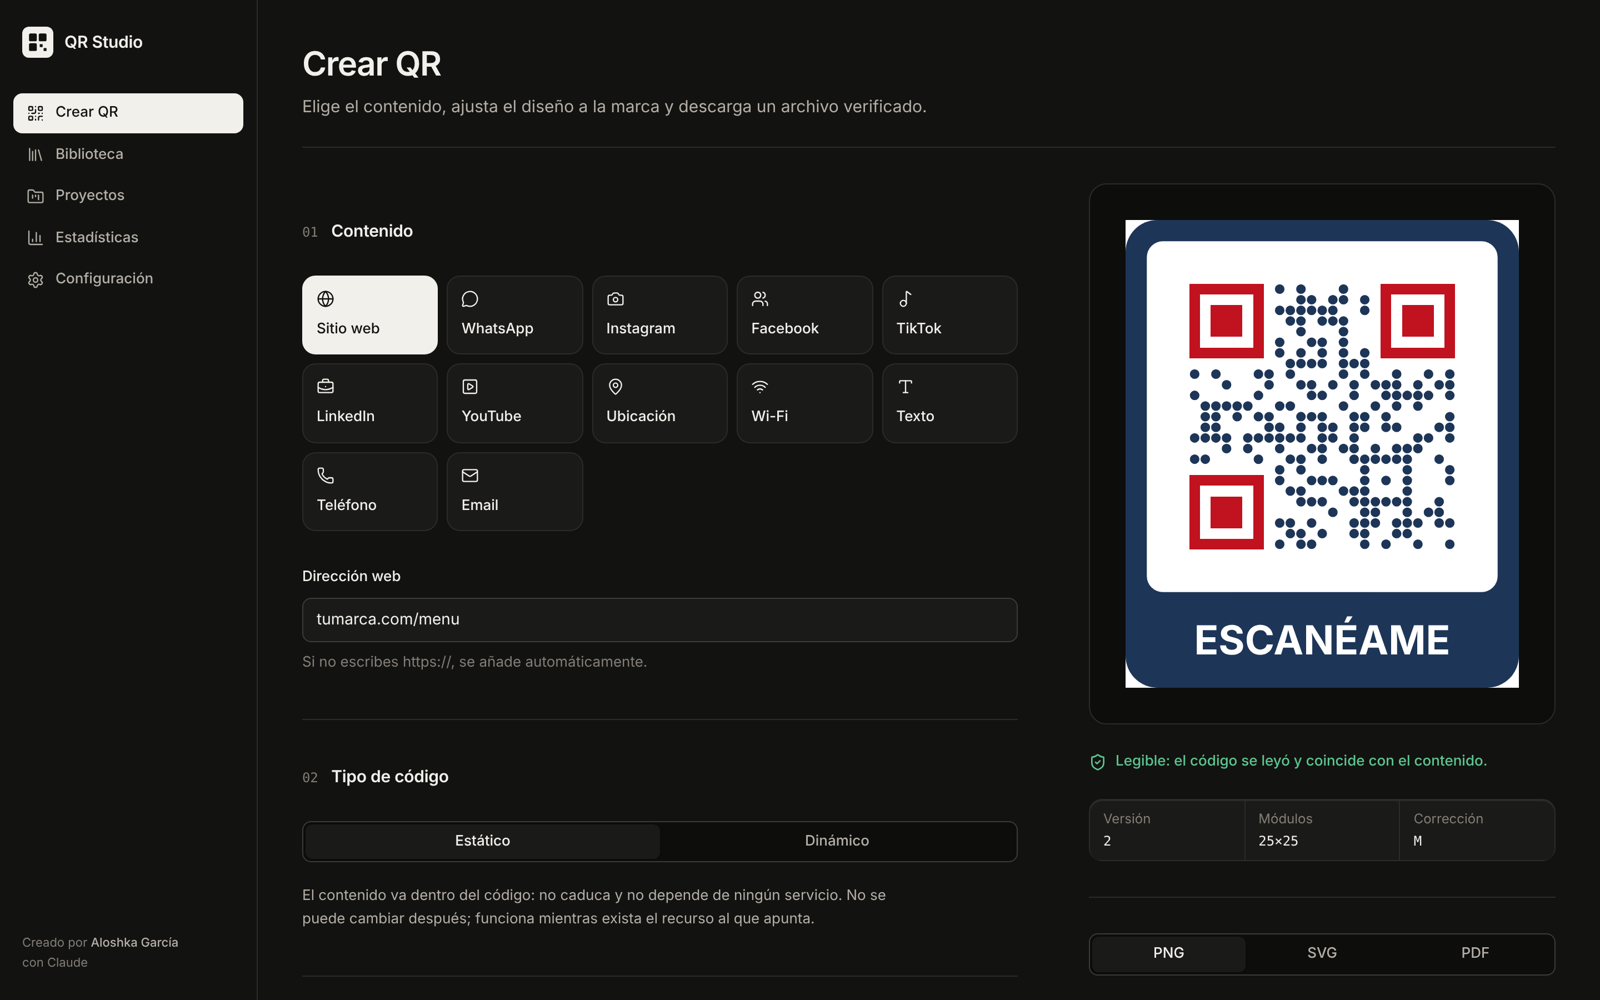 QR Studio
Crear QR
Biblioteca
Proyectos
Estadísticas
Configuración
Creado por Aloshka García
con Claude
Crear QR
Elige el contenido, ajusta el diseño a la marca y descarga un archivo verificado.
01 Contenido
Sitio web
WhatsApp
Instagram
Facebook
TikTok
LinkedIn
YouTube
Ubicación
Wi-Fi
Texto
Teléfono
Email
Dirección web
tumarca.com/menu
Si no escribes https://, se añade automáticamente.
02 Tipo de código
Estático
Dinámico
El contenido va dentro del código: no caduca y no depende de ningún servicio. No se
puede cambiar después; funciona mientras exista el recurso al que apunta.
ESCANÉAME
Legible: el código se leyó y coincide con el contenido.
Versión
2
Módulos
25×25
Corrección
M
PNG
SVG
PDF